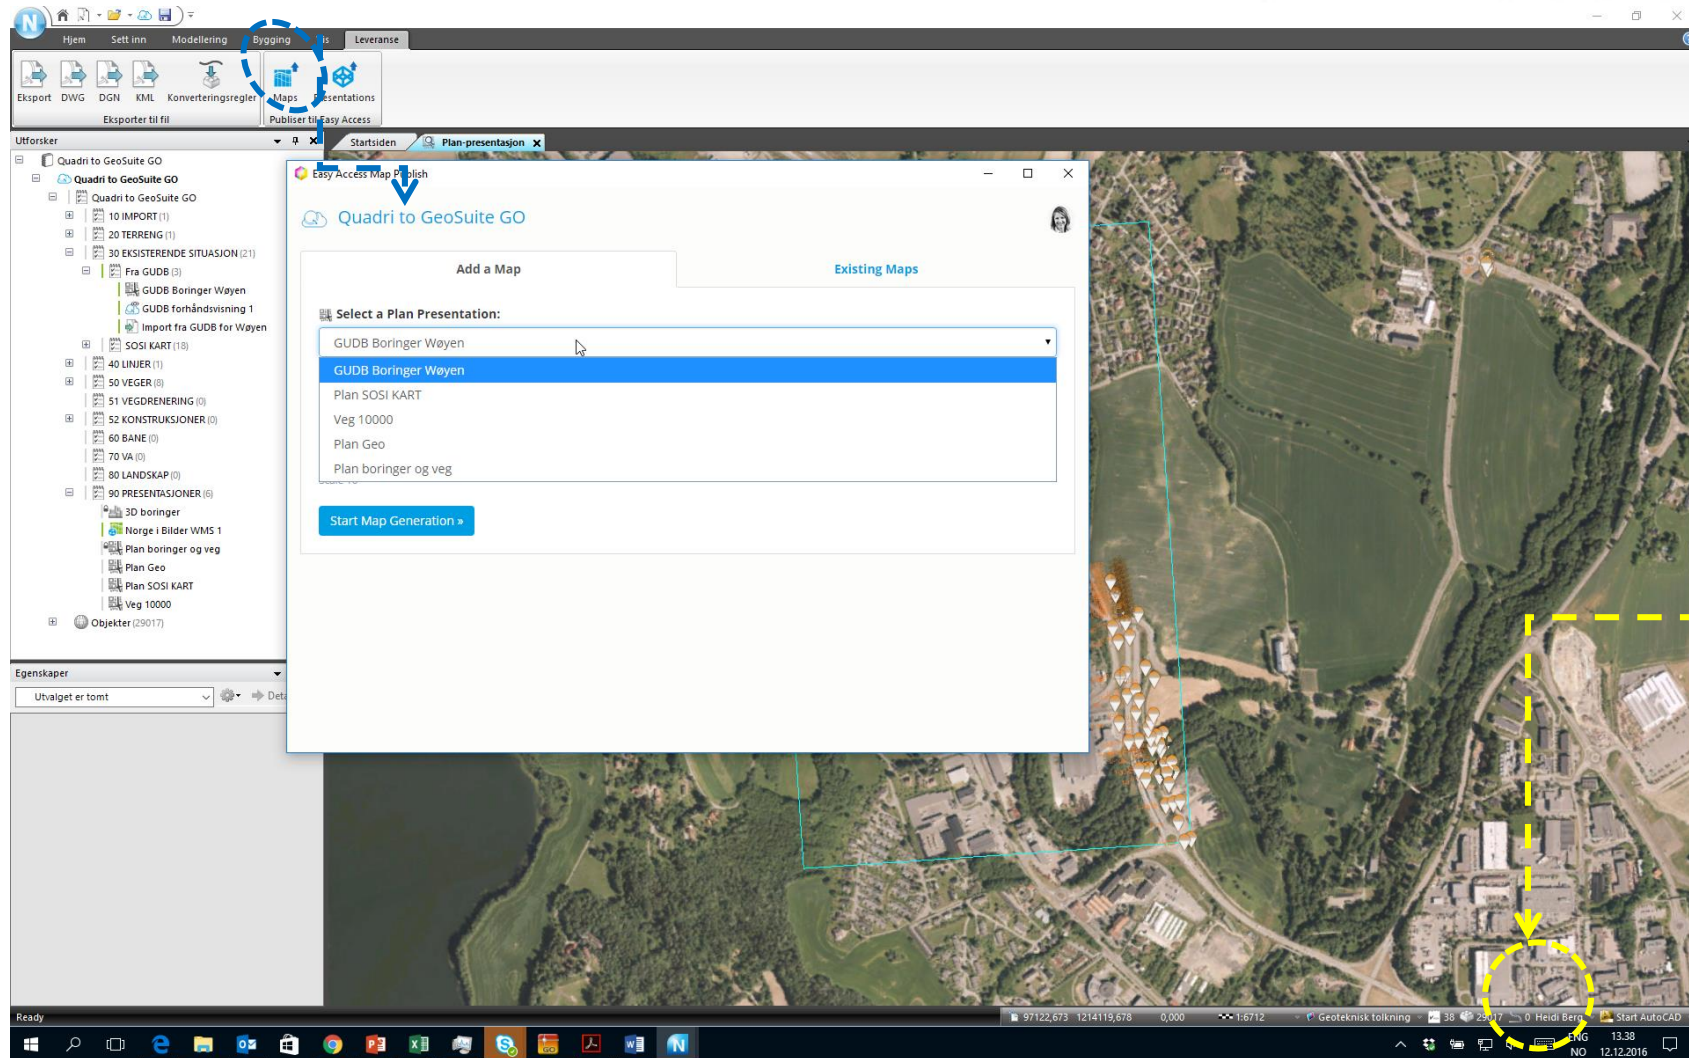 Hjem Sett inn Modellering Bygging Vis Leveranse
Eksport DWG DGN KML Konverteringsregler Maps Presentations
Eksporter til fil Publiser til Easy Access
Utforsker
Startsiden Plan-presentasjon
Quadri to GeoSuite GO
Quadri to GeoSuite GO
Quadri to GeoSuite GO
10 IMPORT (1)
20 TERRENG (1)
30 EKSISTERENDE SITUASJON (21)
Fra GUDB (3)
GUDB Boringer Wøyen
GUDB forhåndsvisning 1
Import fra GUDB for Wøyen
SOSI KART (18)
40 LINJER (1)
50 VEGER (8)
51 VEGDRENERING (0)
52 KONSTRUKSJONER (0)
60 BANE (0)
70 VA (0)
80 LANDSKAP (0)
90 PRESENTASJONER (6)
3D boringer
Norge i Bilder WMS 1
Plan boringer og veg
Plan Geo
Plan SOSI KART
Veg 10000
Objekter (29017)
Egenskaper
Utvalget er tomt
Easy Access Map Publish
Quadri to GeoSuite GO
Add a Map Existing Maps
Select a Plan Presentation:
GUDB Boringer Wøyen
GUDB Boringer Wøyen
Plan SOSI KART
Veg 10000
Plan Geo
Plan boringer og veg
Start Map Generation »
Ready
97122,673 1214119,678 0,000 1:6712 Geoteknisk tolkning 38 29017 0 Heidi Berg Start AutoCAD
ENG 13.38
NO 12.12.2016